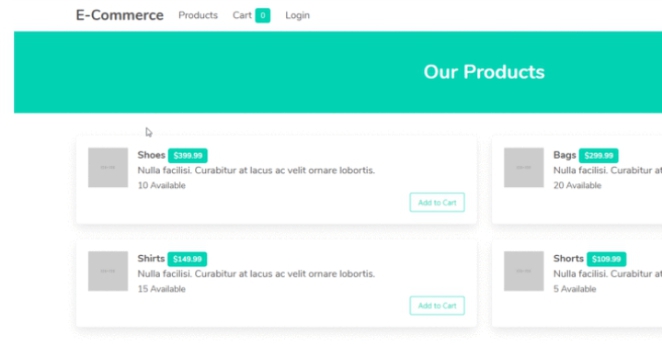 E-Commerce Products Cart 0 Login
Our Products
Shoes $399.99
Nulla facilisi. Curabitur at lacus ac velit ornare lobortis.
10 Available
Add to Cart
Bags $299.99
Nulla facilisi. Curabitur at
20 Available
Shirts $149.99
Nulla facilisi. Curabitur at lacus ac velit ornare lobortis.
15 Available
Add to Cart
Shorts $109.99
Nulla facilisi. Curabitur at
5 Available